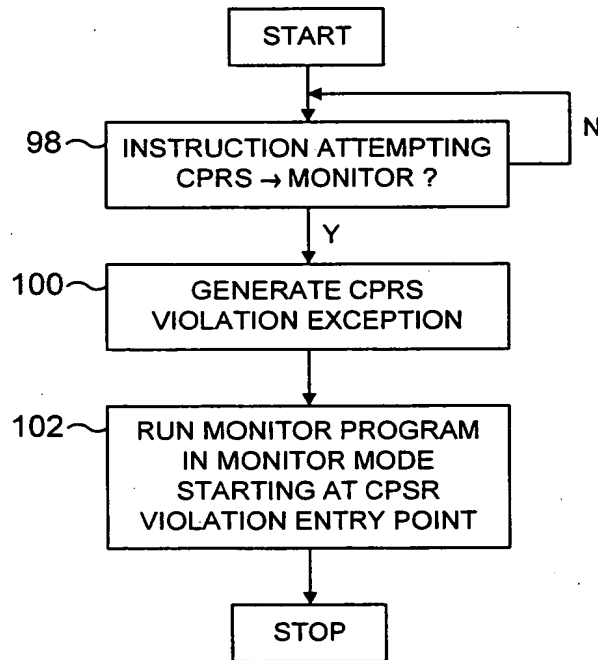 START
98
INSTRUCTION ATTEMPTING
CPRS → MONITOR ?
N
Y
100
GENERATE CPRS
VIOLATION EXCEPTION
102
RUN MONITOR PROGRAM
IN MONITOR MODE
STARTING AT CPSR
VIOLATION ENTRY POINT
STOP